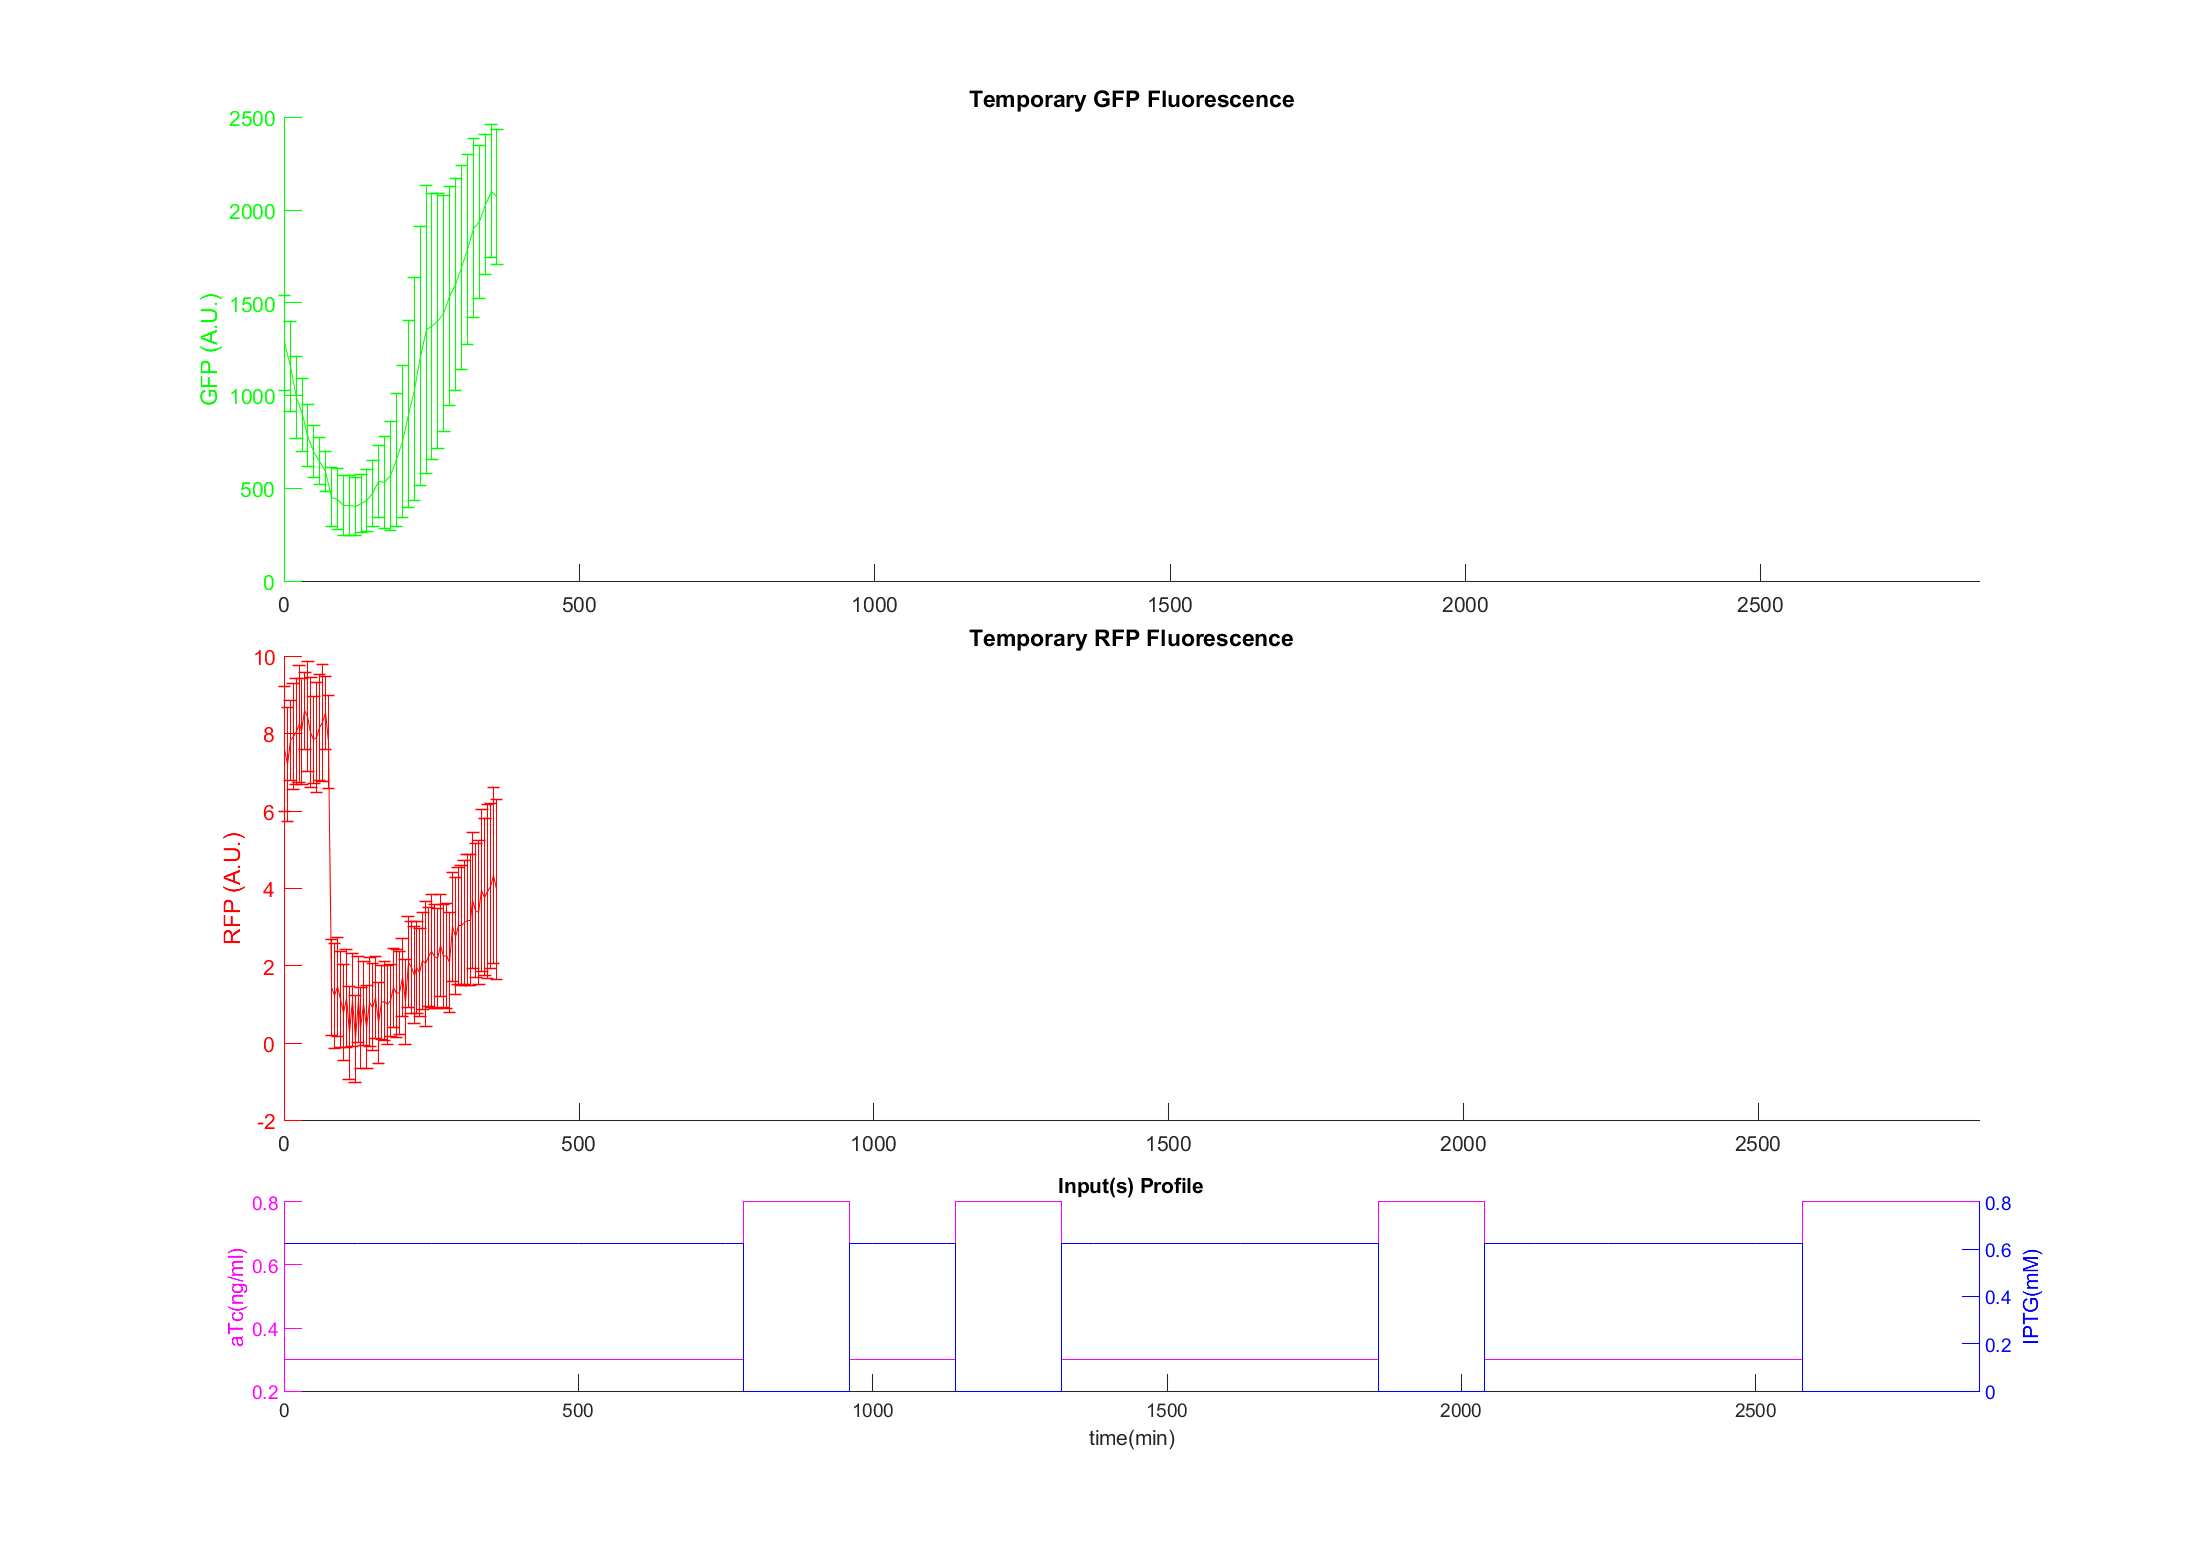 Temporary GFP Fluorescence
2500
2000
1500
1000
500
0
GFP (A.U.)
0 500 1000 1500 2000 2500
Temporary RFP Fluorescence
10
8
6
4
2
0
-2
RFP (A.U.)
0 500 1000 1500 2000 2500
Input(s) Profile
0.8
0.6
0.4
0.2
aTc(ng/ml)
0.8
0.6
0.4
0.2
0
IPTG(mM)
0 500 1000 1500 2000 2500
time(min)